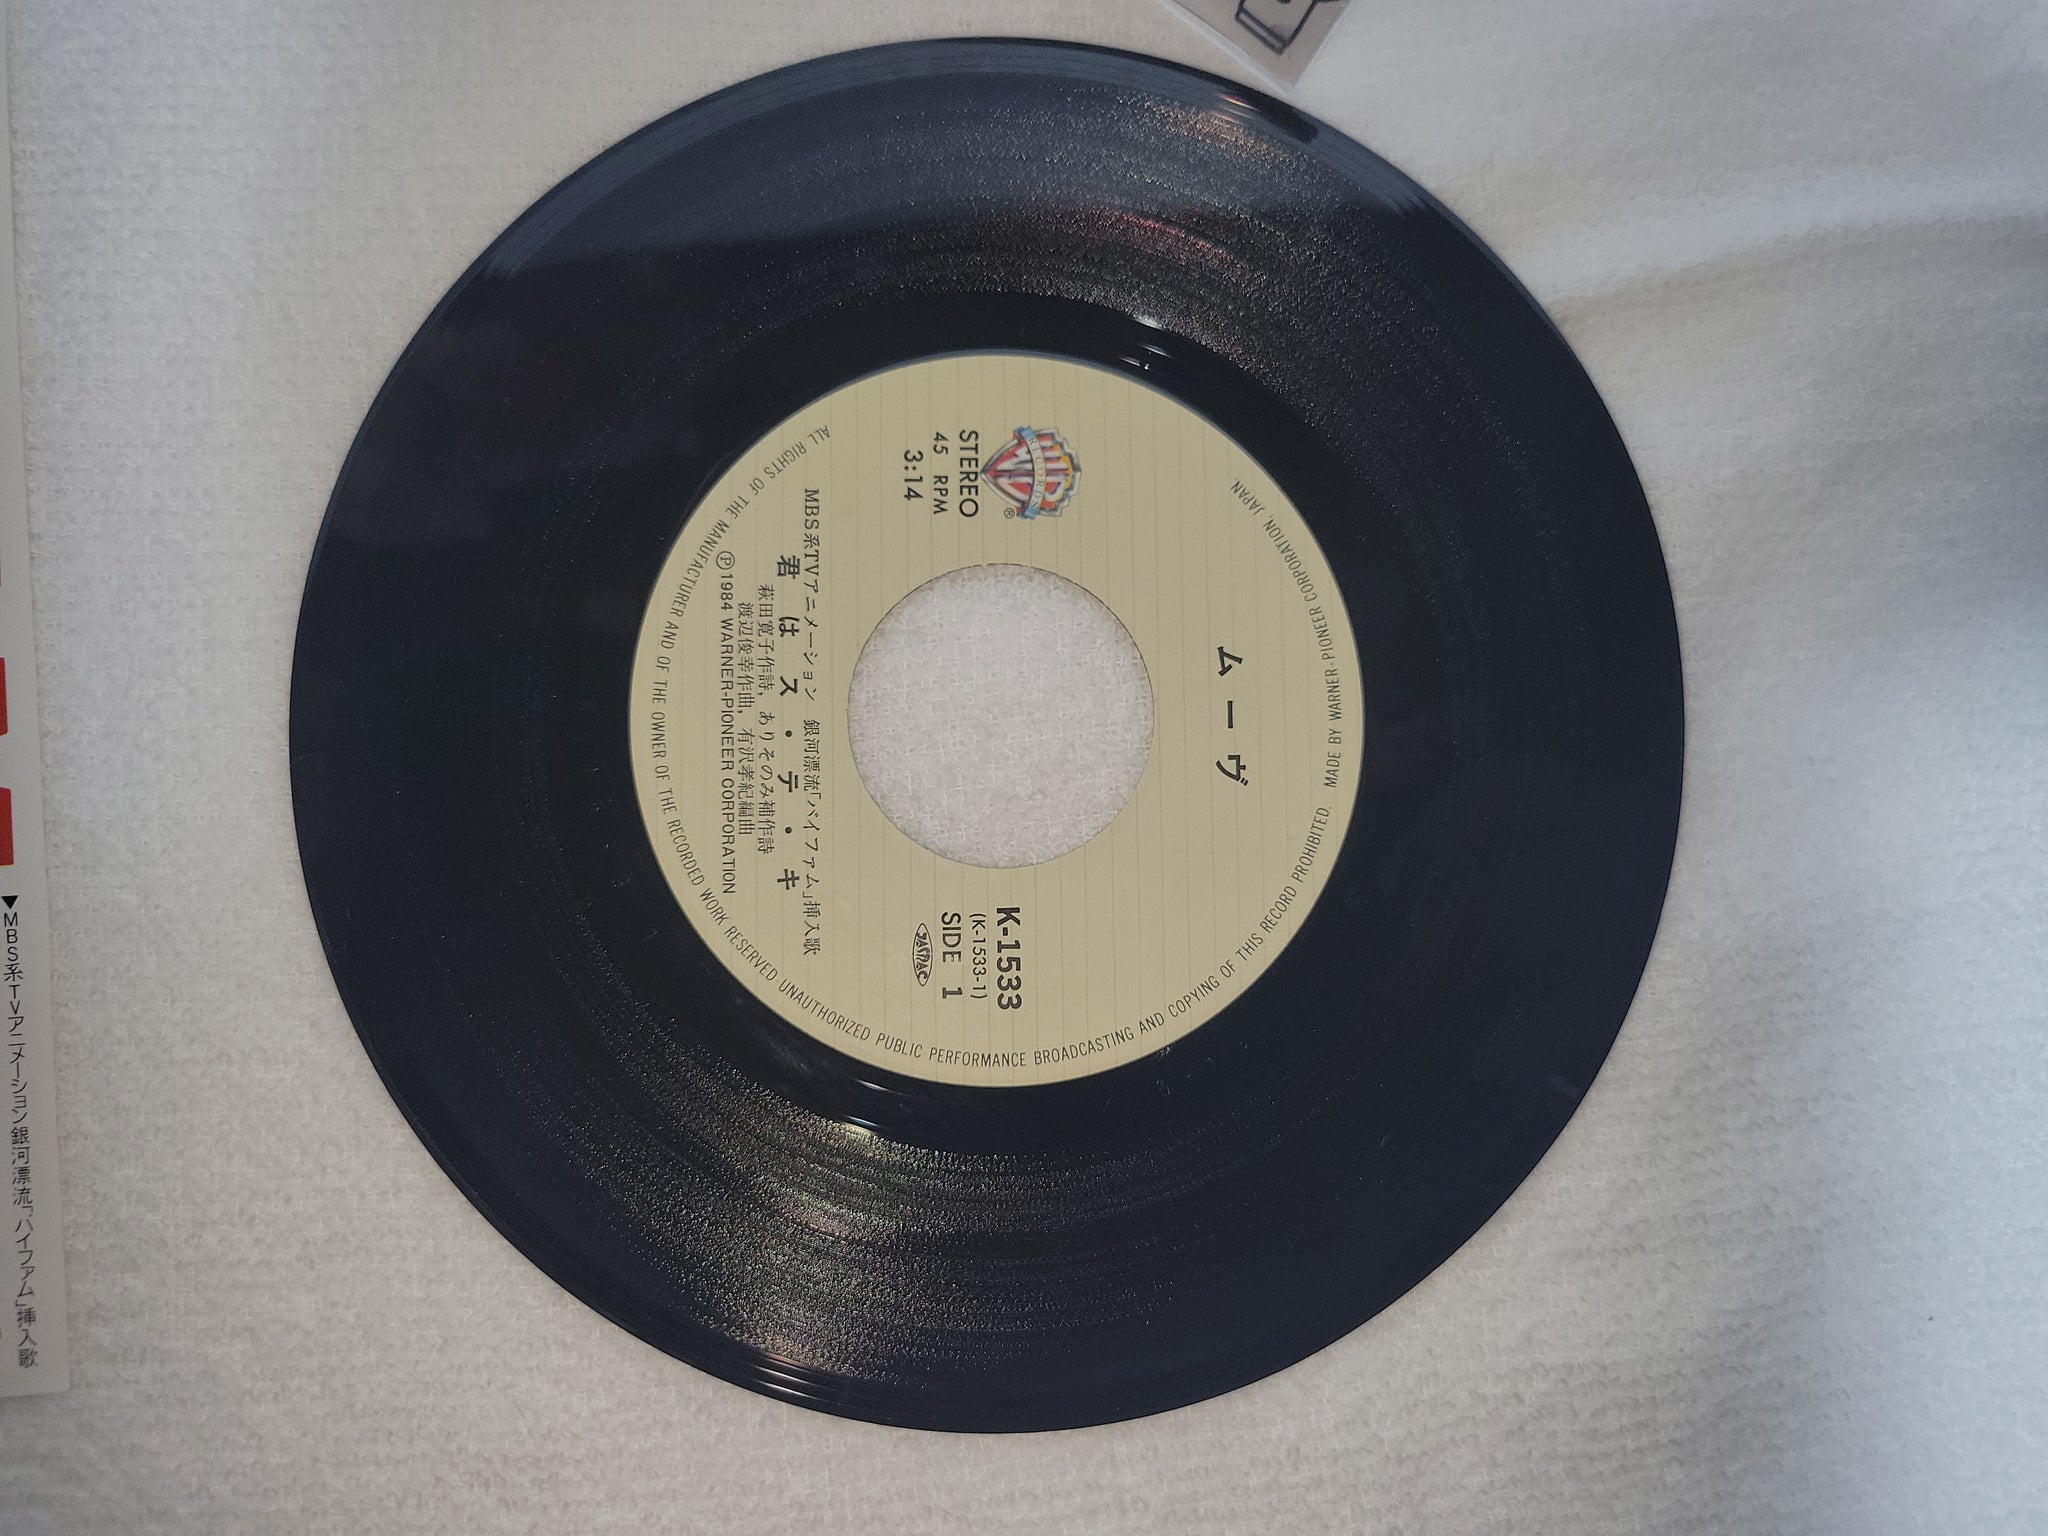 ムーヴ
WB
RECORDS
®
STEREO
45 RPM
3:14
K-1533
(K-1533-1)
SIDE 1
JASRAC
MBS系TVアニメーション 銀河漂流「バイファム」挿入歌
君はス・テ・キ
萩田寛子作詩, ありそのみ補作詩
渡辺俊幸作曲, 有沢孝紀編曲
Ⓟ1984 WARNER-PIONEER CORPORATION
ALL RIGHTS OF THE MANUFACTURER AND OF THE OWNER OF THE RECORDED WORK RESERVED UNAUTHORIZED PUBLIC PERFORMANCE BROADCASTING AND COPYING OF THIS RECORD PROHIBITED. MADE BY WARNER-PIONEER CORPORATION, JAPAN
▼MBS系TVアニメーション銀河漂流「バイファム」挿入歌